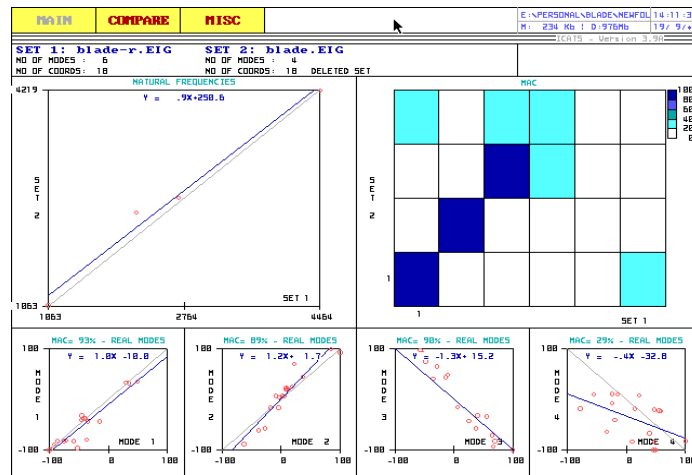 MAIN COMPARE MISC
E:\PERSONAL\BLADE\NEWFOL 14:11:3
M: 234 Kb | D:976Mb 19/ 9/*
ICATS - Version 3.9A
SET 1: blade-r.EIG SET 2: blade.EIG
NO OF MODES : 6 NO OF MODES : 4
NO OF COORDS: 18 NO OF COORDS: 18 DELETED SET
NATURAL FREQUENCIES
Y = .9X+250.6
4219
SET 2
1063
SET 1
1063 2764 4464
MAC
100
80
60
40
20
0
SET 2
1
1
SET 1
MAC= 93% - REAL MODES
Y = 1.0X -10.0
100
MODE 1
-100
MODE 1
-100 0 100
MAC= 89% - REAL MODES
Y = 1.2X+ 1.7
100
MODE 2
-100
MODE 2
-100 0 100
MAC= 90% - REAL MODES
Y = -1.3X+ 15.2
100
MODE 3
-100
MODE 3
-100 0 100
MAC= 29% - REAL MODES
Y = -.4X -32.8
100
MODE 4
-100
MODE 4
-100 0 100